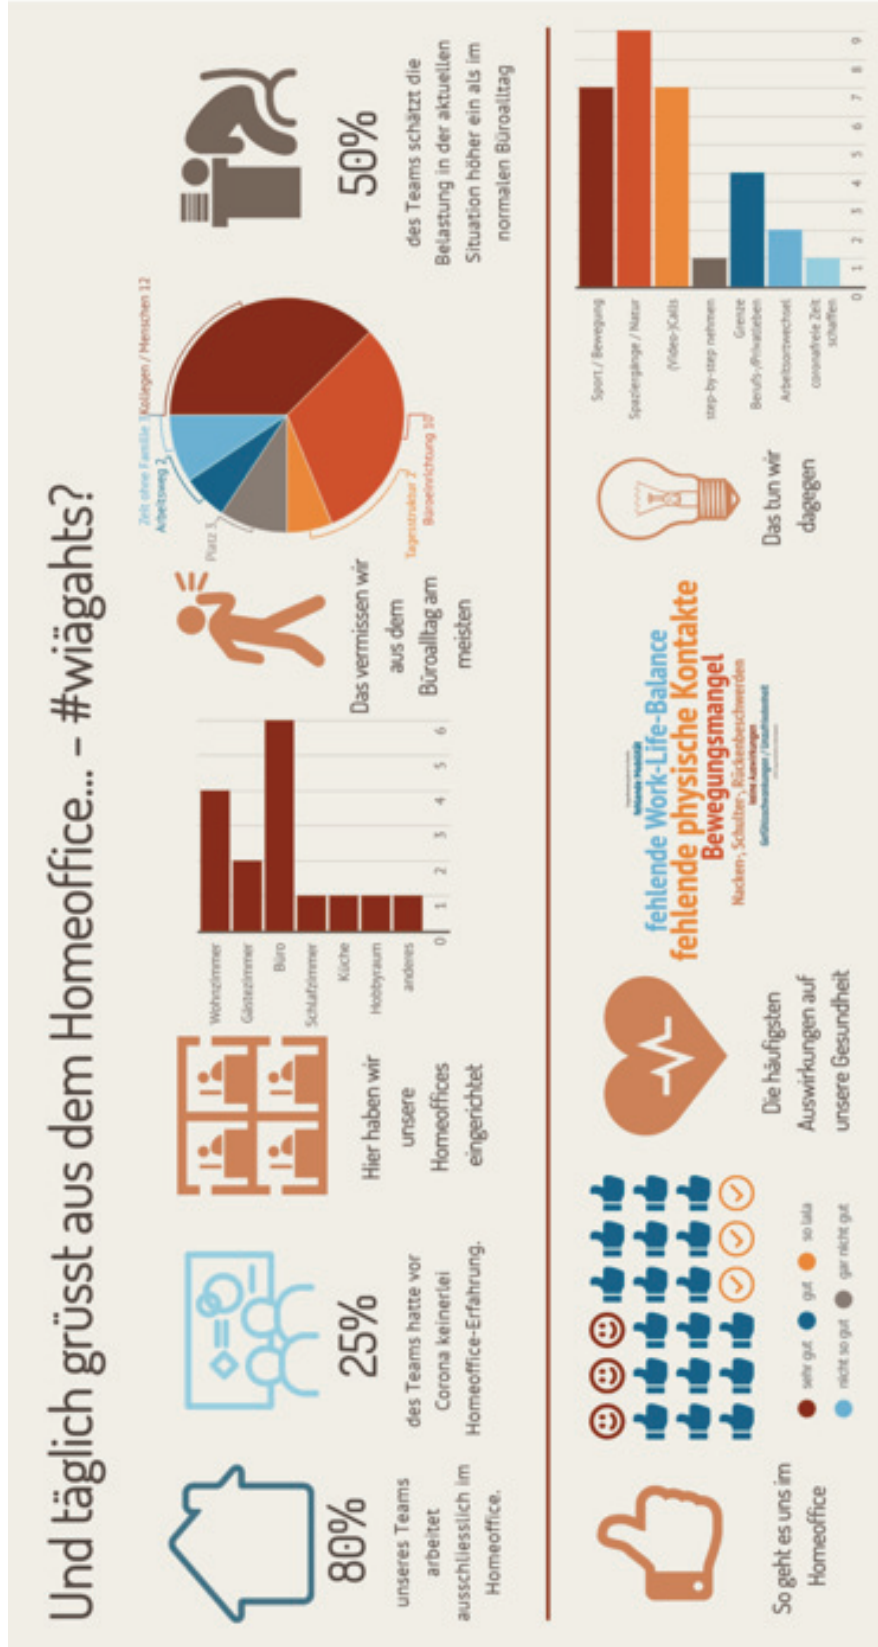 Und täglich grüsst aus dem Homeoffice... – #wiägahts?
80%
unseres Teams
arbeitet
ausschliesslich im
Homeoffice.
25%
des Teams hatte vor
Corona keinerlei
Homeoffice-Erfahrung.
Hier haben wir
unsere
Homeoffices
eingerichtet
Wohnzimmer
Gästezimmer
Büro
Schlafzimmer
Küche
Hobbyraum
anderes
0 1 2 3 4 5 6
Das vermissen wir
aus dem
Büroalltag am
meisten
Zeit ohne Familie 3
Kollegen / Menschen 12
Arbeitsweg 2
Platz 3
Tagesstruktur 2
Büroeinrichtung 10
50%
des Teams schätzt die
Belastung in der aktuellen
Situation höher ein als im
normalen Büroalltag
So geht es uns im
Homeoffice
sehr gut
gut
so lala
nicht so gut
gar nicht gut
Die häufigsten
Auswirkungen auf
unsere Gesundheit
fehlende Mobilität
fehlende Work-Life-Balance
fehlende physische Kontakte
Bewegungsmangel
Nacken-, Schulter-, Rückenbeschwerden
keine Auswirkungen
Gefühlsschwankungen / Unzufriedenheit
Das tun wir
dagegen
Sport / Bewegung
Spaziergänge / Natur
(Video-)Calls
step-by-step nehmen
Grenze
Berufs-/Privatleben
Arbeitsortwechsel
coronafreie Zeit
schaffen
0 1 2 3 4 5 6 7 8 9